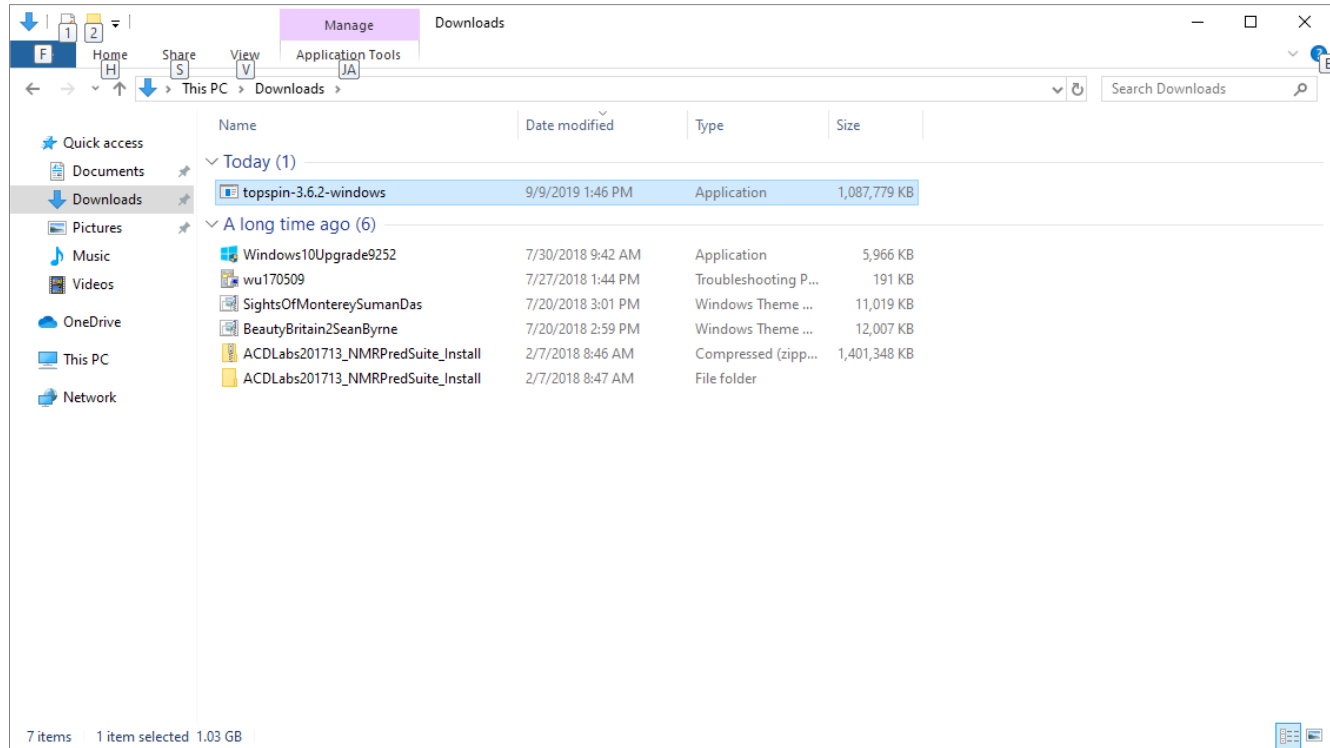 1 2 Manage Downloads
F Home Share View Application Tools
H S V JA E
This PC > Downloads > Search Downloads
Name Date modified Type Size
Quick access
Today (1)
Documents
topspin-3.6.2-windows 9/9/2019 1:46 PM Application 1,087,779 KB
Downloads
A long time ago (6)
Pictures
Windows10Upgrade9252 7/30/2018 9:42 AM Application 5,966 KB
Music
wu170509 7/27/2018 1:44 PM Troubleshooting P... 191 KB
Videos
SightsOfMontereySumanDas 7/20/2018 3:01 PM Windows Theme ... 11,019 KB
OneDrive
BeautyBritain2SeanByrne 7/20/2018 2:59 PM Windows Theme ... 12,007 KB
This PC
ACDLabs201713_NMRPredSuite_Install 2/7/2018 8:46 AM Compressed (zipp... 1,401,348 KB
ACDLabs201713_NMRPredSuite_Install 2/7/2018 8:47 AM File folder
Network
7 items 1 item selected 1.03 GB